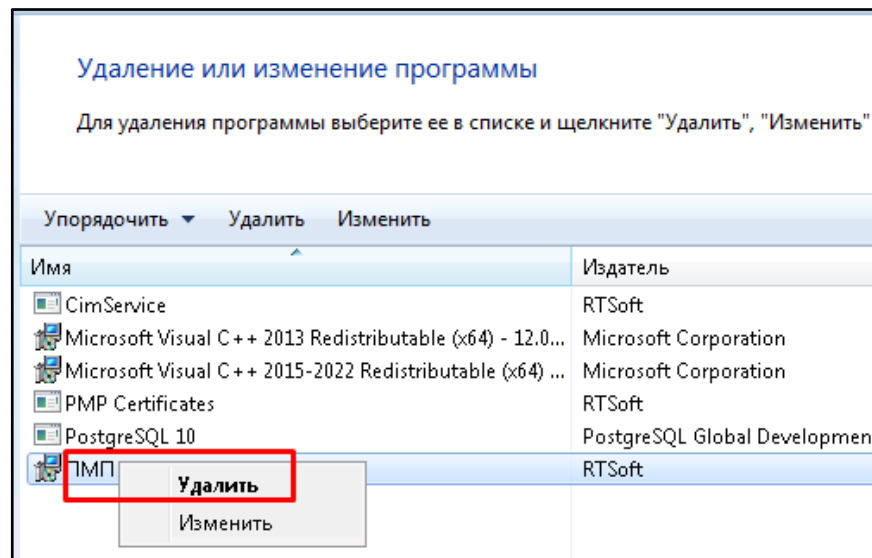 Удаление или изменение программы
Для удаления программы выберите ее в списке и щелкните "Удалить", "Изменить"
Упорядочить Удалить Изменить
Имя Издатель
CimService RTSoft
Microsoft Visual C++ 2013 Redistributable (x64) - 12.0... Microsoft Corporation
Microsoft Visual C++ 2015-2022 Redistributable (x64) ... Microsoft Corporation
PMP Certificates RTSoft
PostgreSQL 10 PostgreSQL Global Developmen
ПМП RTSoft
Удалить
Изменить